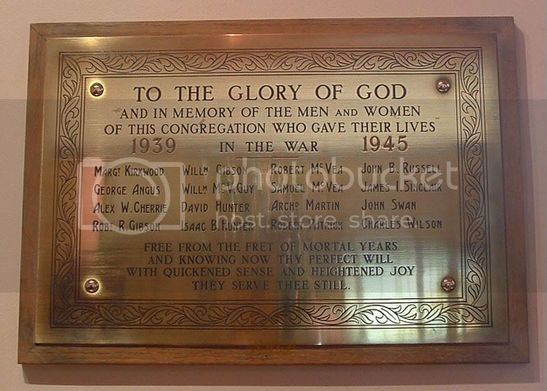 TO THE GLORY OF GOD
AND IN MEMORY OF THE MEN AND WOMEN
OF THIS CONGREGATION WHO GAVE THEIR LIVES
1939 IN THE WAR 1945
MARGT KIRKWOOD WILLM GIBSON ROBERT MCVEA JOHN B. RUSSELL
GEORGE ANGUS WILLM MCV. GUY SAMUEL MCVEA JAMES H. SINCLAIR
ALEX W. CHERRIE DAVID HUNTER ARCHD MARTIN JOHN SWAN
ROBT R. GIBSON ISAAC B. HUNTER ROBERT CHARLES WILSON
FREE FROM THE FRET OF MORTAL YEARS
AND KNOWING NOW THY PERFECT WILL
WITH QUICKENED SENSE AND HEIGHTENED JOY
THEY SERVE THEE STILL.
photobucket
host. store. share.